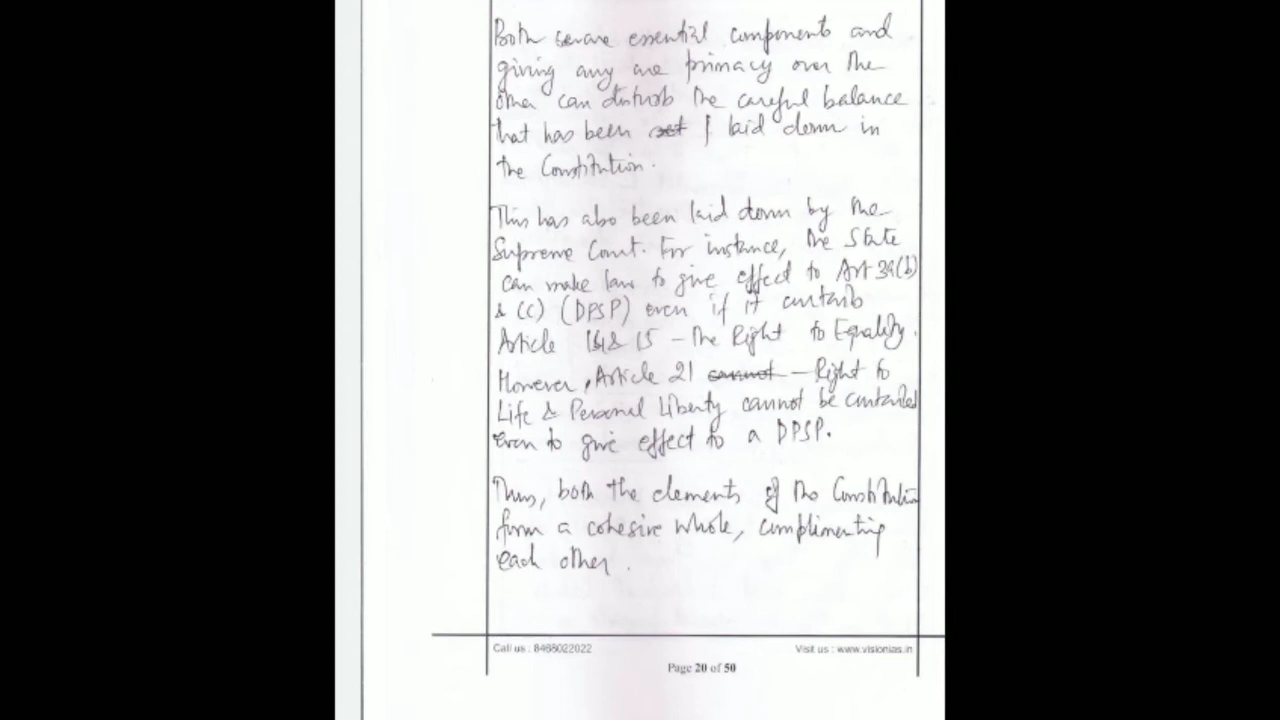 Both are essential components and
giving any one primacy over the
other can disturb the careful balance
that has been set laid down in
the Constitution.
This has also been laid down by the
Supreme Court. For instance, the State
can make law to give effect to Art 39(b)
& (c) (DPSP) even if it curtails
Article 14 & 15 - the Right to Equality.
However, Article 21 cannot - Right to
Life & Personal Liberty cannot be curtailed
even to give effect to a DPSP.
Thus, both the elements of the Constitution
form a cohesive whole, complimenting
each other.
Call us : 8468022022
Visit us : www.visionias.in
Page 20 of 50